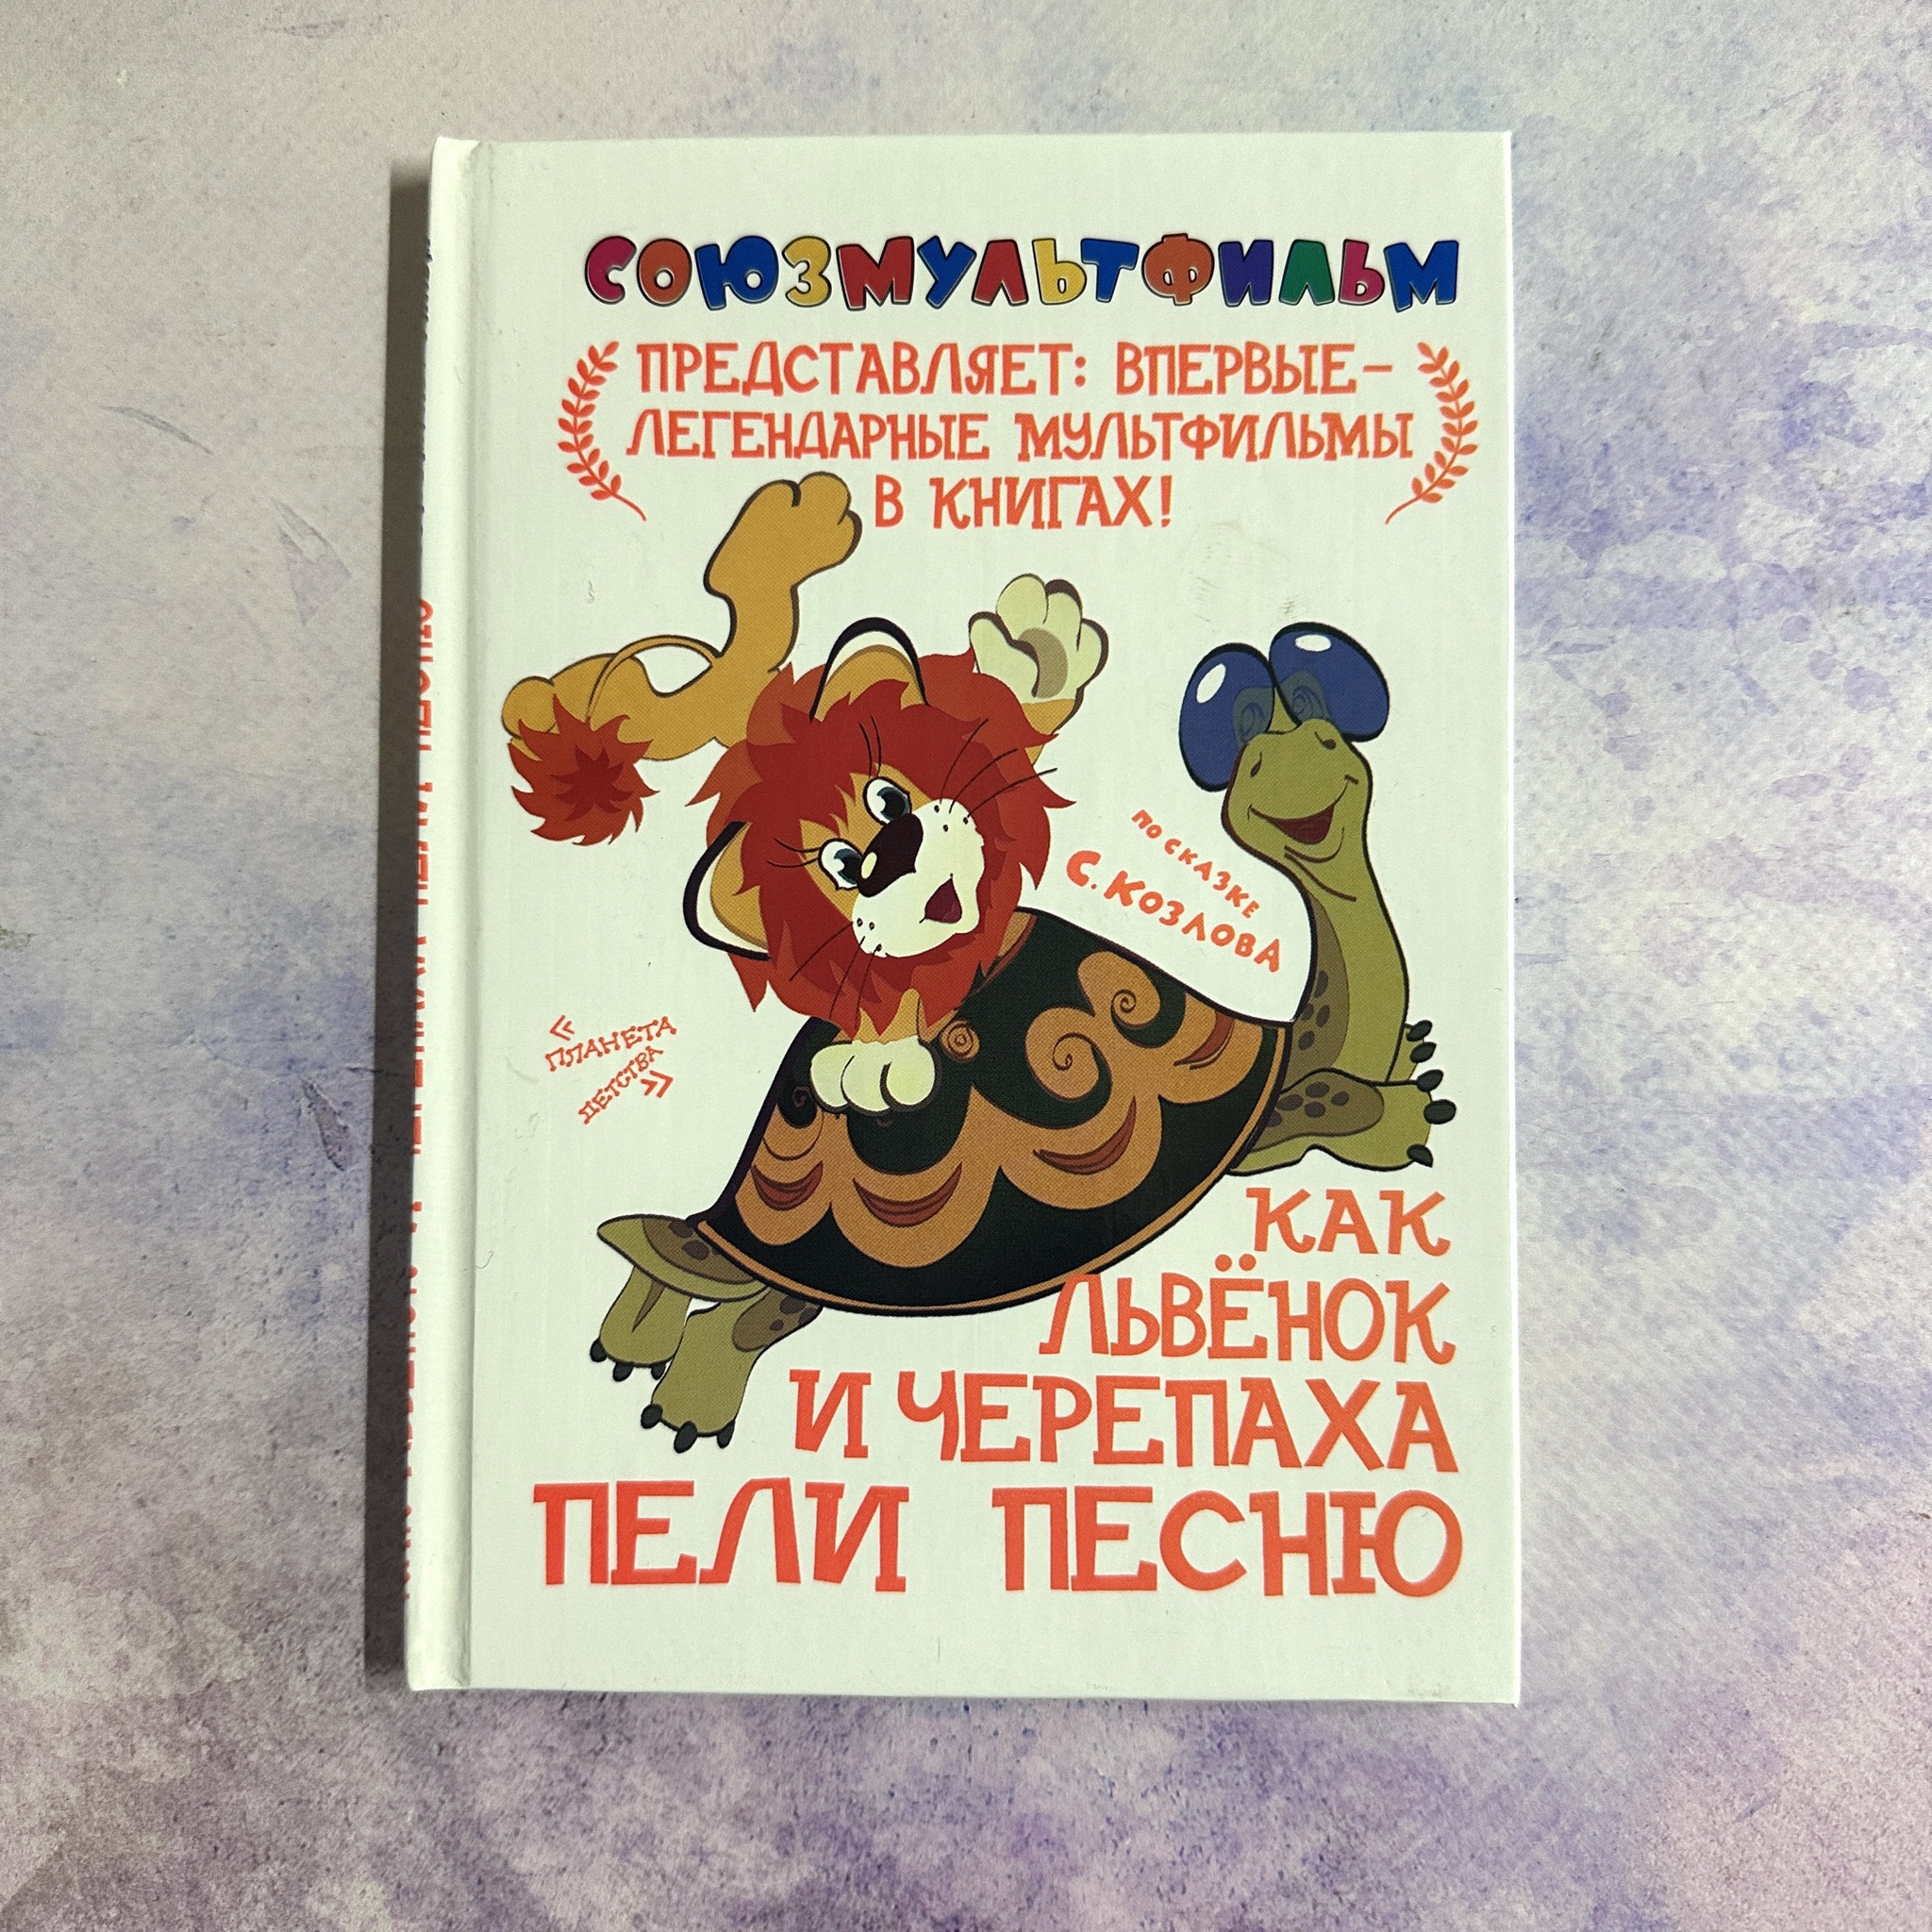 СОЮЗМУЛЬТФИЛЬМ
ПРЕДСТАВЛЯЕТ: ВПЕРВЫЕ–
ЛЕГЕНДАРНЫЕ МУЛЬТФИЛЬМЫ
В КНИГАХ!
ПО СКАЗКЕ
С. КОЗЛОВА
«
ПЛАНЕТА
ДЕТСТВА
»
КАК
ЛЬВЁНОК
И ЧЕРЕПАХА
ПЕЛИ ПЕСНЮ